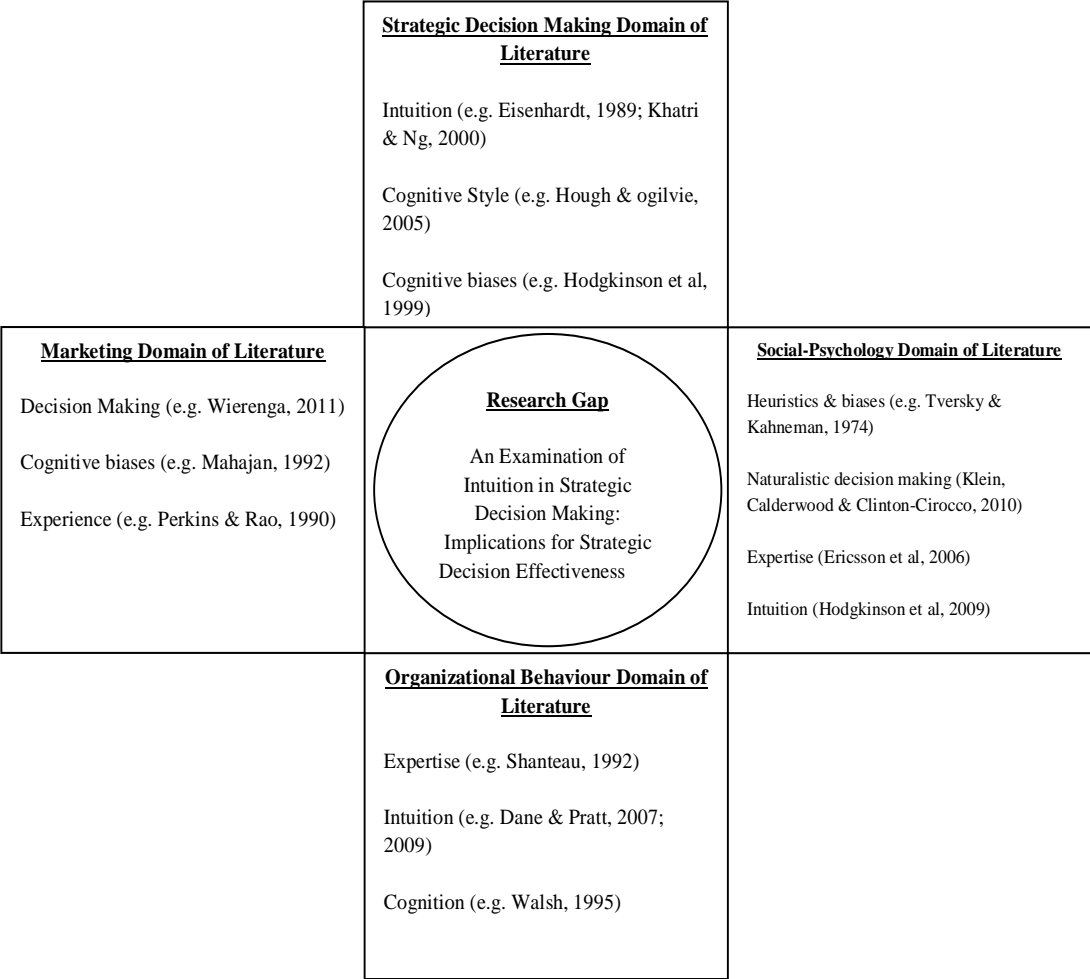 Strategic Decision Making Domain of
Literature
Intuition (e.g. Eisenhardt, 1989; Khatri
& Ng, 2000)
Cognitive Style (e.g. Hough & ogilvie,
2005)
Cognitive biases (e.g. Hodgkinson et al,
1999)
Marketing Domain of Literature
Decision Making (e.g. Wierenga, 2011)
Cognitive biases (e.g. Mahajan, 1992)
Experience (e.g. Perkins & Rao, 1990)
Research Gap
An Examination of
Intuition in Strategic
Decision Making:
Implications for Strategic
Decision Effectiveness
Social-Psychology Domain of Literature
Heuristics & biases (e.g. Tversky &
Kahneman, 1974)
Naturalistic decision making (Klein,
Calderwood & Clinton-Cirocco, 2010)
Expertise (Ericsson et al, 2006)
Intuition (Hodgkinson et al, 2009)
Organizational Behaviour Domain of
Literature
Expertise (e.g. Shanteau, 1992)
Intuition (e.g. Dane & Pratt, 2007;
2009)
Cognition (e.g. Walsh, 1995)